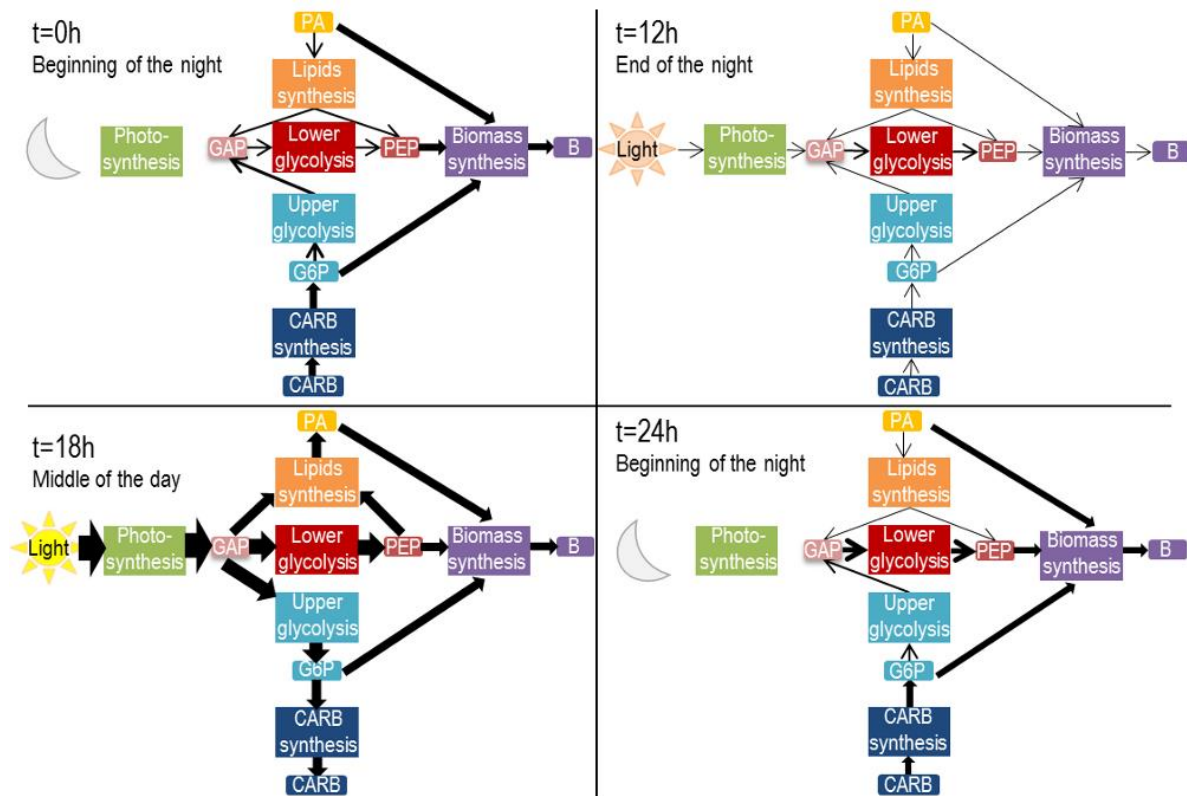 t=0h
Beginning of the night
PA
Lipids
synthesis
Photo-
synthesis
GAP
Lower
glycolysis
PEP
Biomass
synthesis
B
Upper
glycolysis
G6P
CARB
synthesis
CARB
t=12h
End of the night
PA
Lipids
synthesis
Light
Photo-
synthesis
GAP
Lower
glycolysis
PEP
Biomass
synthesis
B
Upper
glycolysis
G6P
CARB
synthesis
CARB
t=18h
Middle of the day
PA
Lipids
synthesis
Light
Photo-
synthesis
GAP
Lower
glycolysis
PEP
Biomass
synthesis
B
Upper
glycolysis
G6P
CARB
synthesis
CARB
t=24h
Beginning of the night
PA
Lipids
synthesis
Photo-
synthesis
GAP
Lower
glycolysis
PEP
Biomass
synthesis
B
Upper
glycolysis
G6P
CARB
synthesis
CARB